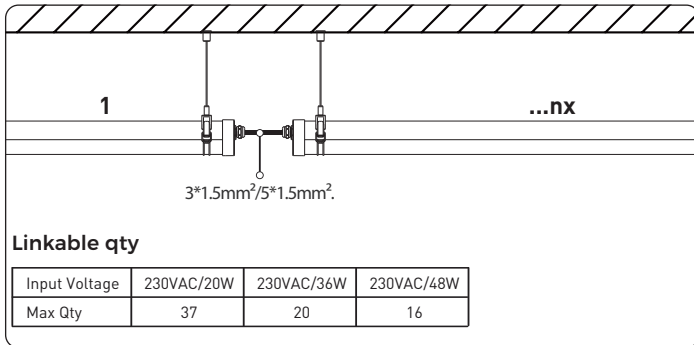 1 ...nx
3*1.5mm²/5*1.5mm².
Linkable qty
Input Voltage 230VAC/20W 230VAC/36W 230VAC/48W
Max Qty 37 20 16